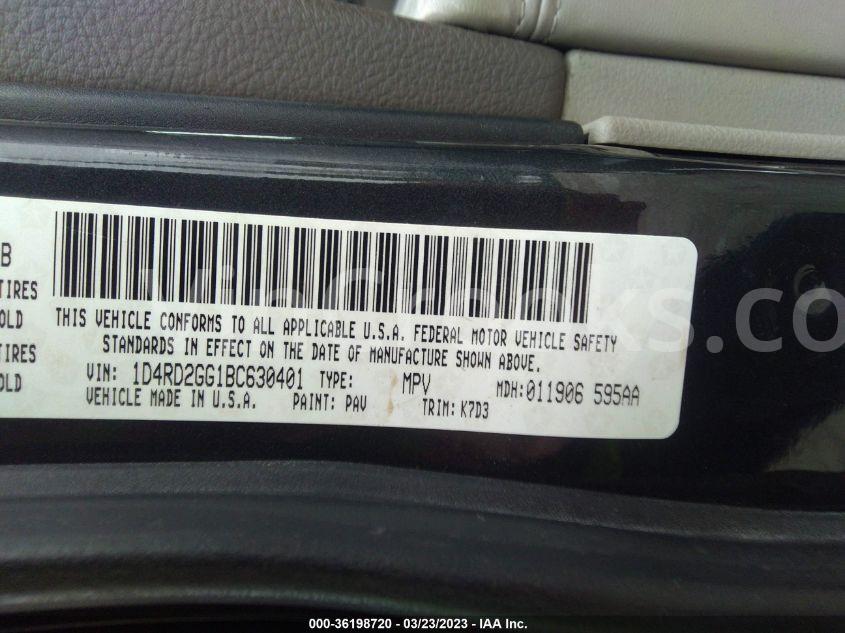 B
TIRES
OLD
TIRES
OLD
THIS VEHICLE CONFORMS TO ALL APPLICABLE U.S.A. FEDERAL MOTOR VEHICLE SAFETY
STANDARDS IN EFFECT ON THE DATE OF MANUFACTURE SHOWN ABOVE.
VIN: 1D4RD2GG1BC630401 TYPE: MPV MDH:011906 595AA
VEHICLE MADE IN U.S.A. PAINT: PAV TRIM: K7D3
000-36198720 — 03/23/2023 — IAA Inc.